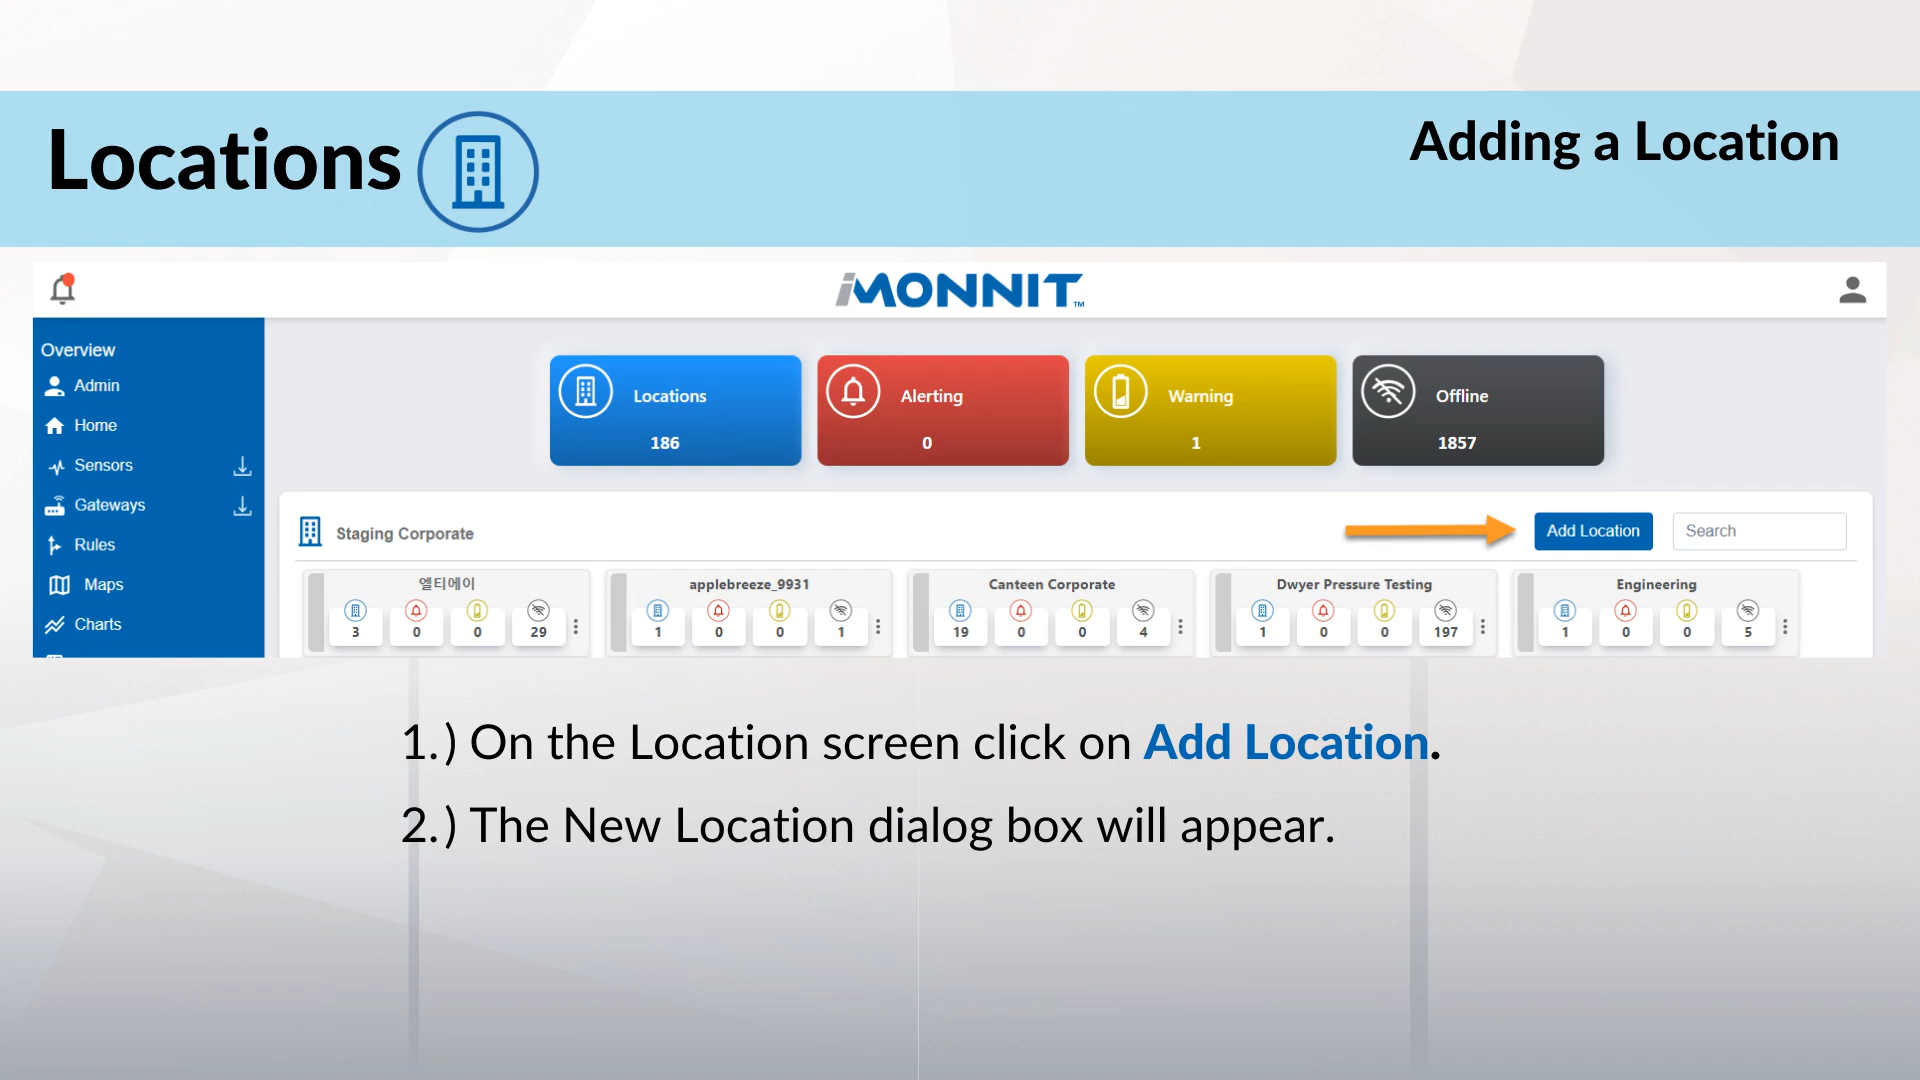 Locations
Adding a Location
iMONNIT™
Overview
Admin
Home
Sensors
Gateways
Rules
Maps
Charts
Locations
186
Alerting
0
Warning
1
Offline
1857
Staging Corporate
Add Location
Search
엘티에이
3 0 0 29
applebreeze_9931
1 0 0 1
Canteen Corporate
19 0 0 4
Dwyer Pressure Testing
1 0 0 197
Engineering
1 0 0 5
1.) On the Location screen click on Add Location.
2.) The New Location dialog box will appear.